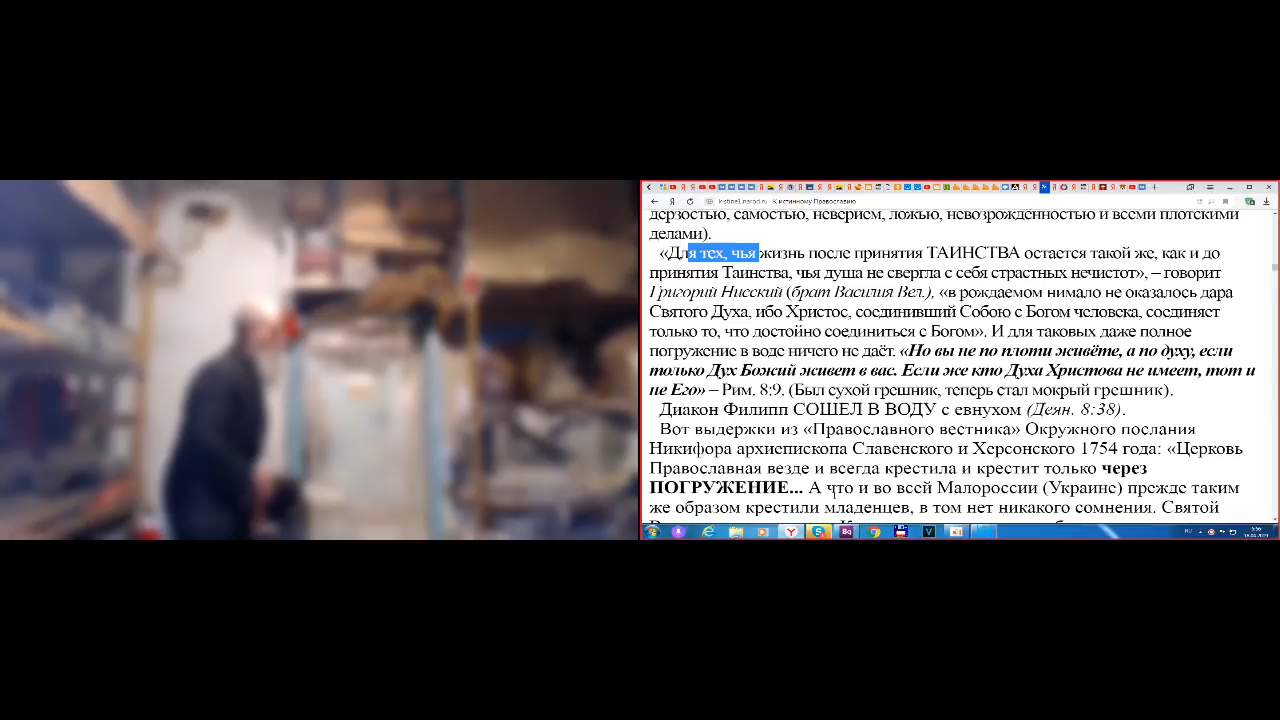 kistine1.narod.ru К истинному Православию
дерзостью, самостью, неверием, ложью, невозрождённостью и всеми плотскими
делами).
«Для тех, чья жизнь после принятия ТАИНСТВА остается такой же, как и до
принятия Таинства, чья душа не свергла с себя страстных нечистот», – говорит
Григорий Нисский (брат Василия Вел.), «в рождаемом нимало не оказалось дара
Святого Духа, ибо Христос, соединивший Собою с Богом человека, соединяет
только то, что достойно соединиться с Богом». И для таковых даже полное
погружение в воде ничего не даёт. «Но вы не по плоти живёте, а по духу, если
только Дух Божий живет в вас. Если же кто Духа Христова не имеет, тот и
не Его» – Рим. 8:9. (Был сухой грешник, теперь стал мокрый грешник).
Диакон Филипп СОШЕЛ В ВОДУ с евнухом (Деян. 8:38).
Вот выдержки из «Православного вестника» Окружного послания
Никифора архиепископа Славенского и Херсонского 1754 года: «Церковь
Православная везде и всегда крестила и крестит только через
ПОГРУЖЕНИЕ... А что и во всей Малороссии (Украине) прежде таким
же образом крестили младенцев, в том нет никакого сомнения. Святой